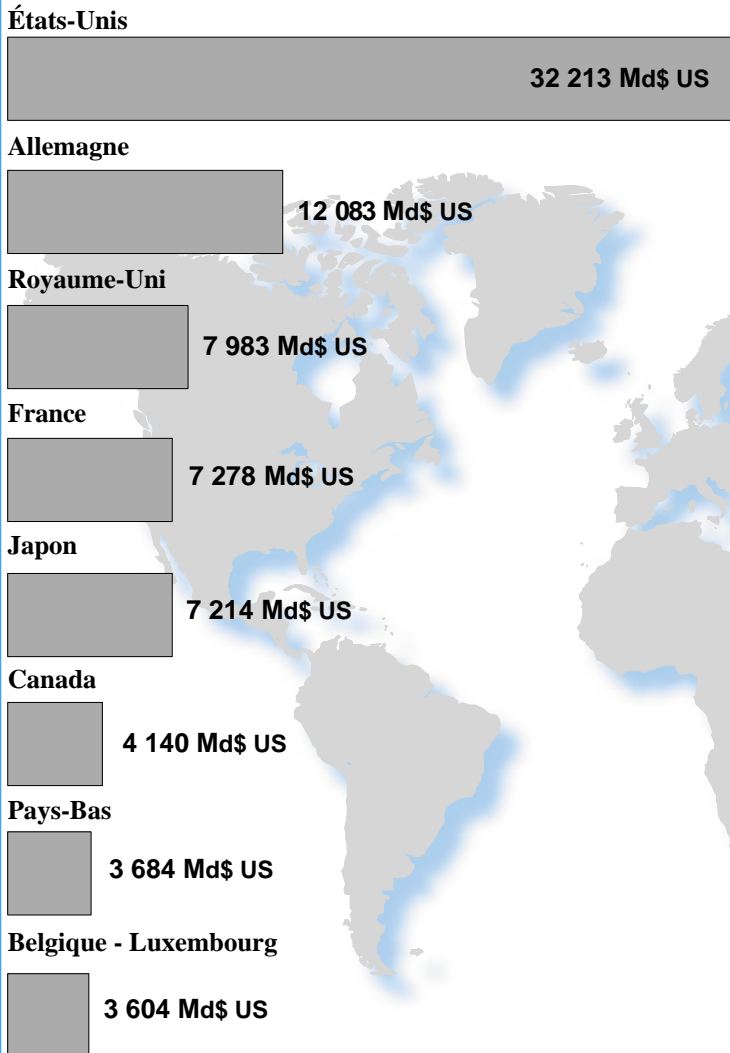 États-Unis
32 213 Md$ US
Allemagne
12 083 Md$ US
Royaume-Uni
7 983 Md$ US
France
7 278 Md$ US
Japon
7 214 Md$ US
Canada
4 140 Md$ US
Pays-Bas
3 684 Md$ US
Belgique - Luxembourg
3 604 Md$ US